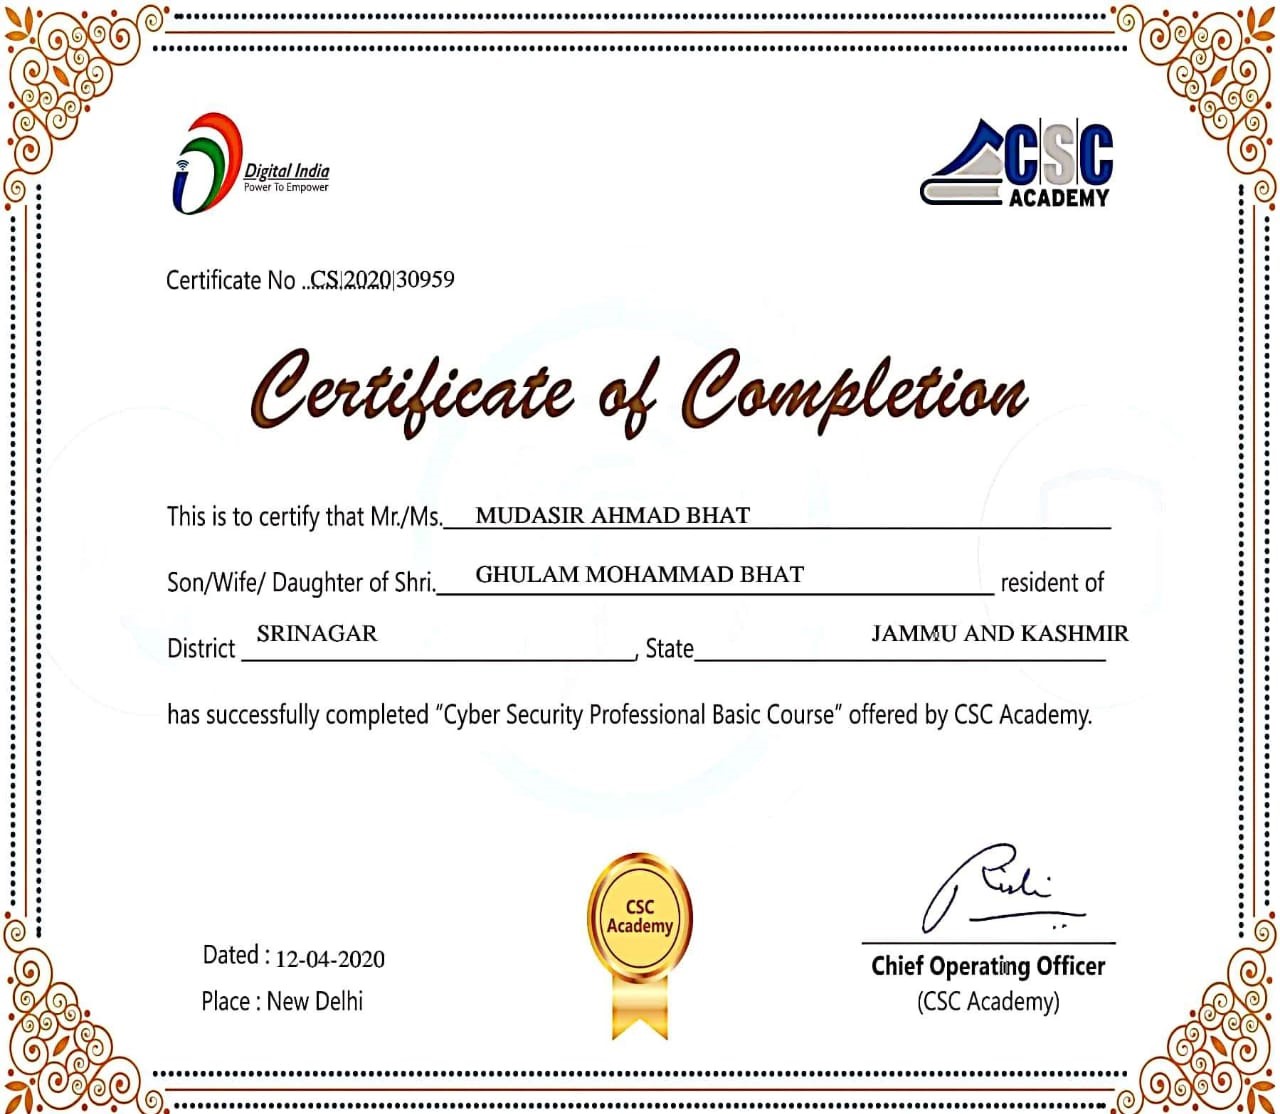 Digital India
Power To Empower
CSC
ACADEMY
Certificate No ..CS|2020|30959
Certificate of Completion
This is to certify that Mr./Ms. MUDASIR AHMAD BHAT
Son/Wife/ Daughter of Shri. GHULAM MOHAMMAD BHAT resident of
District SRINAGAR, State JAMMU AND KASHMIR
has successfully completed “Cyber Security Professional Basic Course” offered by CSC Academy.
CSC
Academy
Rishi
Dated : 12-04-2020
Place : New Delhi
Chief Operating Officer
(CSC Academy)